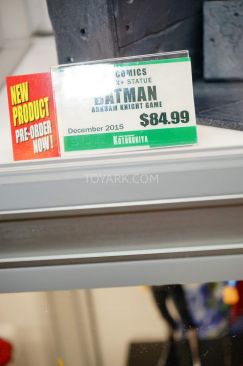 COMICS
X+ STATUE
BATMAN
ARKHAM KNIGHT GAME
$84.99
December 2015
KOTOBUKIYA
NEW
PRODUCT
PRE-ORDER
NOW!
TOYARK.COM